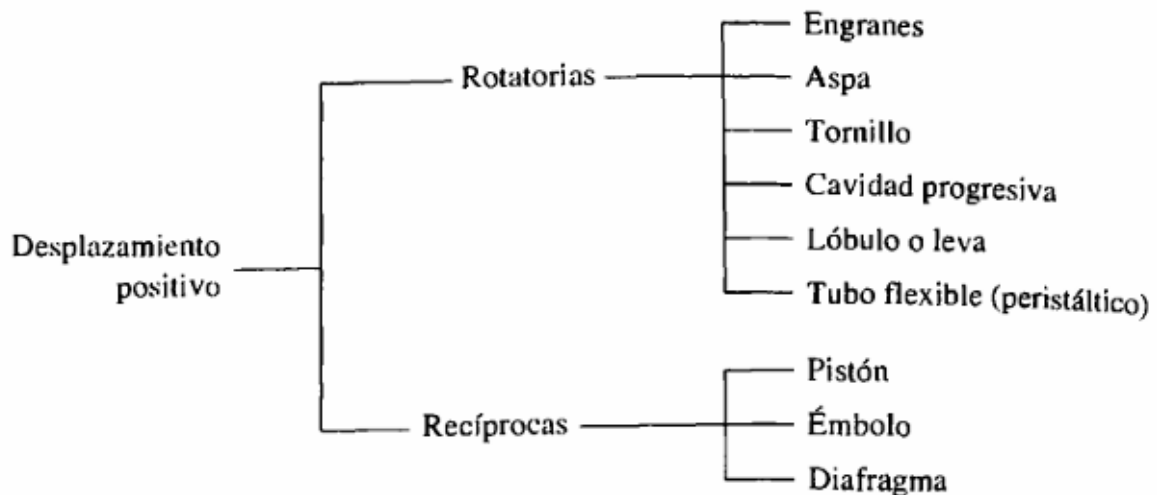 Desplazamiento
positivo
Rotatorias
Engranes
Aspa
Tornillo
Cavidad progresiva
Lóbulo o leva
Tubo flexible (peristáltico)
Recíprocas
Pistón
Émbolo
Diafragma